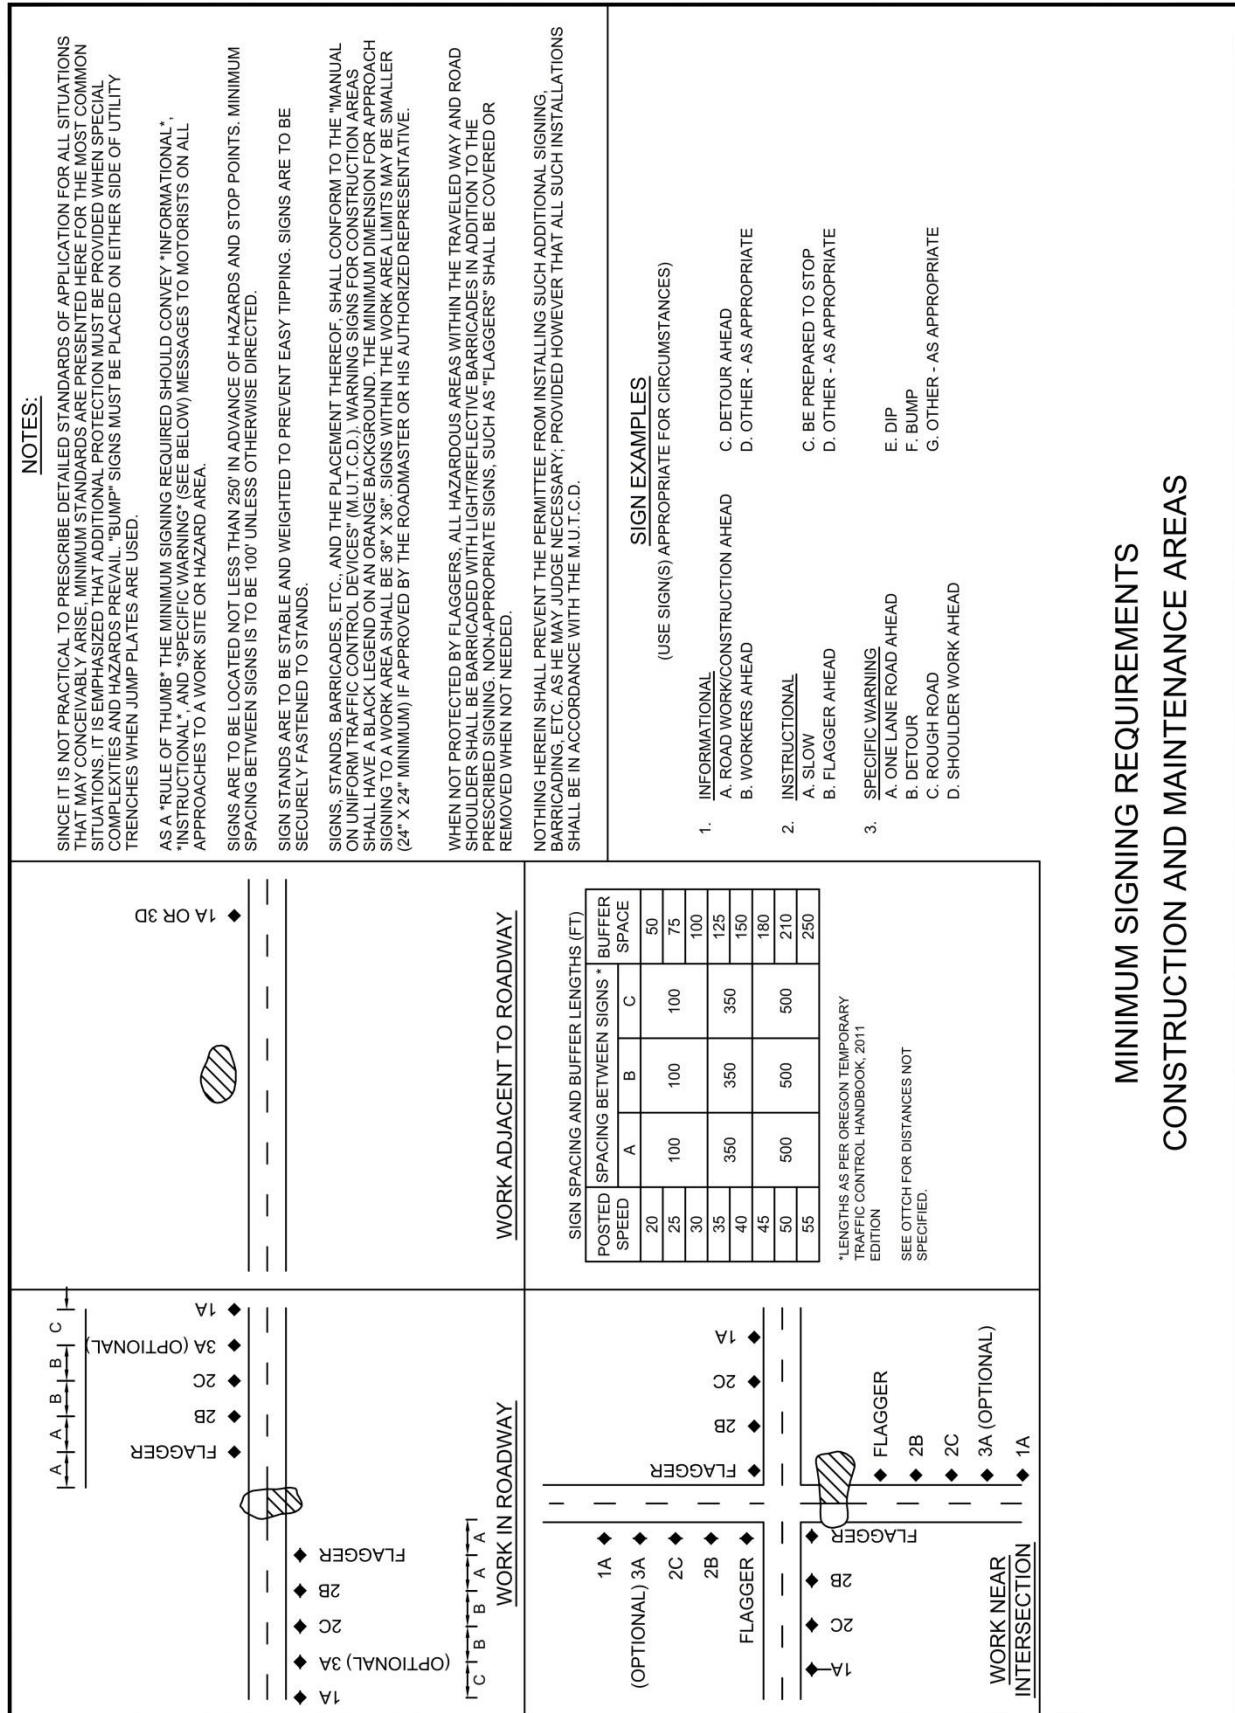 NOTES:
SINCE IT IS NOT PRACTICAL TO PRESCRIBE DETAILED STANDARDS OF APPLICATION FOR ALL SITUATIONS
THAT MAY CONCEIVABLY ARISE, MINIMUM STANDARDS ARE PRESENTED HERE FOR THE MOST COMMON
SITUATIONS. IT IS EMPHASIZED THAT ADDITIONAL PROTECTION MUST BE PROVIDED WHEN SPECIAL
COMPLEXITIES AND HAZARDS PREVAIL. "BUMP" SIGNS MUST BE PLACED ON EITHER SIDE OF UTILITY
TRENCHES WHEN JUMP PLATES ARE USED.
AS A *RULE OF THUMB* THE MINIMUM SIGNING REQUIRED SHOULD CONVEY *INFORMATIONAL*,
*INSTRUCTIONAL*, AND *SPECIFIC WARNING* (SEE BELOW) MESSAGES TO MOTORISTS ON ALL
APPROACHES TO A WORK SITE OR HAZARD AREA.
SIGNS ARE TO BE LOCATED NOT LESS THAN 250' IN ADVANCE OF HAZARDS AND STOP POINTS. MINIMUM
SPACING BETWEEN SIGNS IS TO BE 100' UNLESS OTHERWISE DIRECTED.
SIGN STANDS ARE TO BE STABLE AND WEIGHTED TO PREVENT EASY TIPPING. SIGNS ARE TO BE
SECURELY FASTENED TO STANDS.
SIGNS, STANDS, BARRICADES, ETC., AND THE PLACEMENT THEREOF, SHALL CONFORM TO THE "MANUAL
ON UNIFORM TRAFFIC CONTROL DEVICES" (M.U.T.C.D.). WARNING SIGNS FOR CONSTRUCTION AREAS
SHALL HAVE A BLACK LEGEND ON AN ORANGE BACKGROUND. THE MINIMUM DIMENSION FOR APPROACH
SIGNING TO A WORK AREA SHALL BE 36" X 36". SIGNS WITHIN THE WORK AREA LIMITS MAY BE SMALLER
(24" X 24" MINIMUM) IF APPROVED BY THE ROADMASTER OR HIS AUTHORIZED REPRESENTATIVE.
WHEN NOT PROTECTED BY FLAGGERS, ALL HAZARDOUS AREAS WITHIN THE TRAVELED WAY AND ROAD
SHOULDER SHALL BE BARRICADED WITH LIGHT/REFLECTIVE BARRICADES IN ADDITION TO THE
PRESCRIBED SIGNING. NON-APPROPRIATE SIGNS, SUCH AS "FLAGGERS" SHALL BE COVERED OR
REMOVED WHEN NOT NEEDED.
NOTHING HEREIN SHALL PREVENT THE PERMITTEE FROM INSTALLING SUCH ADDITIONAL SIGNING,
BARRICADING, ETC. AS HE MAY JUDGE NECESSARY; PROVIDED HOWEVER THAT ALL SUCH INSTALLATIONS
SHALL BE IN ACCORDANCE WITH THE M.U.T.C.D.
SIGN EXAMPLES
(USE SIGN(S) APPROPRIATE FOR CIRCUMSTANCES)
1. INFORMATIONAL
A. ROAD WORK/CONSTRUCTION AHEAD C. DETOUR AHEAD
B. WORKERS AHEAD D. OTHER - AS APPROPRIATE
2. INSTRUCTIONAL
A. SLOW C. BE PREPARED TO STOP
B. FLAGGER AHEAD D. OTHER - AS APPROPRIATE
3. SPECIFIC WARNING
A. ONE LANE ROAD AHEAD E. DIP
B. DETOUR F. BUMP
C. ROUGH ROAD G. OTHER - AS APPROPRIATE
D. SHOULDER WORK AHEAD
A A B B C
FLAGGER 2B 2C 3A (OPTIONAL) 1A
1A (OPTIONAL) 3A 2C 2B FLAGGER
C B B A A
WORK IN ROADWAY
1A OR 3D
WORK ADJACENT TO ROADWAY
1A
(OPTIONAL) 3A
2C
2B
FLAGGER
FLAGGER 2B 2C 1A
1A 2C 2B FLAGGER
FLAGGER
2B
2C
3A (OPTIONAL)
1A
WORK NEAR
INTERSECTION
SIGN SPACING AND BUFFER LENGTHS (FT)
POSTED SPEED SPACING BETWEEN SIGNS * BUFFER SPACE
A B C
20 50
25 100 100 100 75
30 100
35 350 350 350 125
40 150
45 180
50 500 500 500 210
55 250
*LENGTHS AS PER OREGON TEMPORARY
TRAFFIC CONTROL HANDBOOK, 2011
EDITION
SEE OTTCH FOR DISTANCES NOT
SPECIFIED.
MINIMUM SIGNING REQUIREMENTS
CONSTRUCTION AND MAINTENANCE AREAS